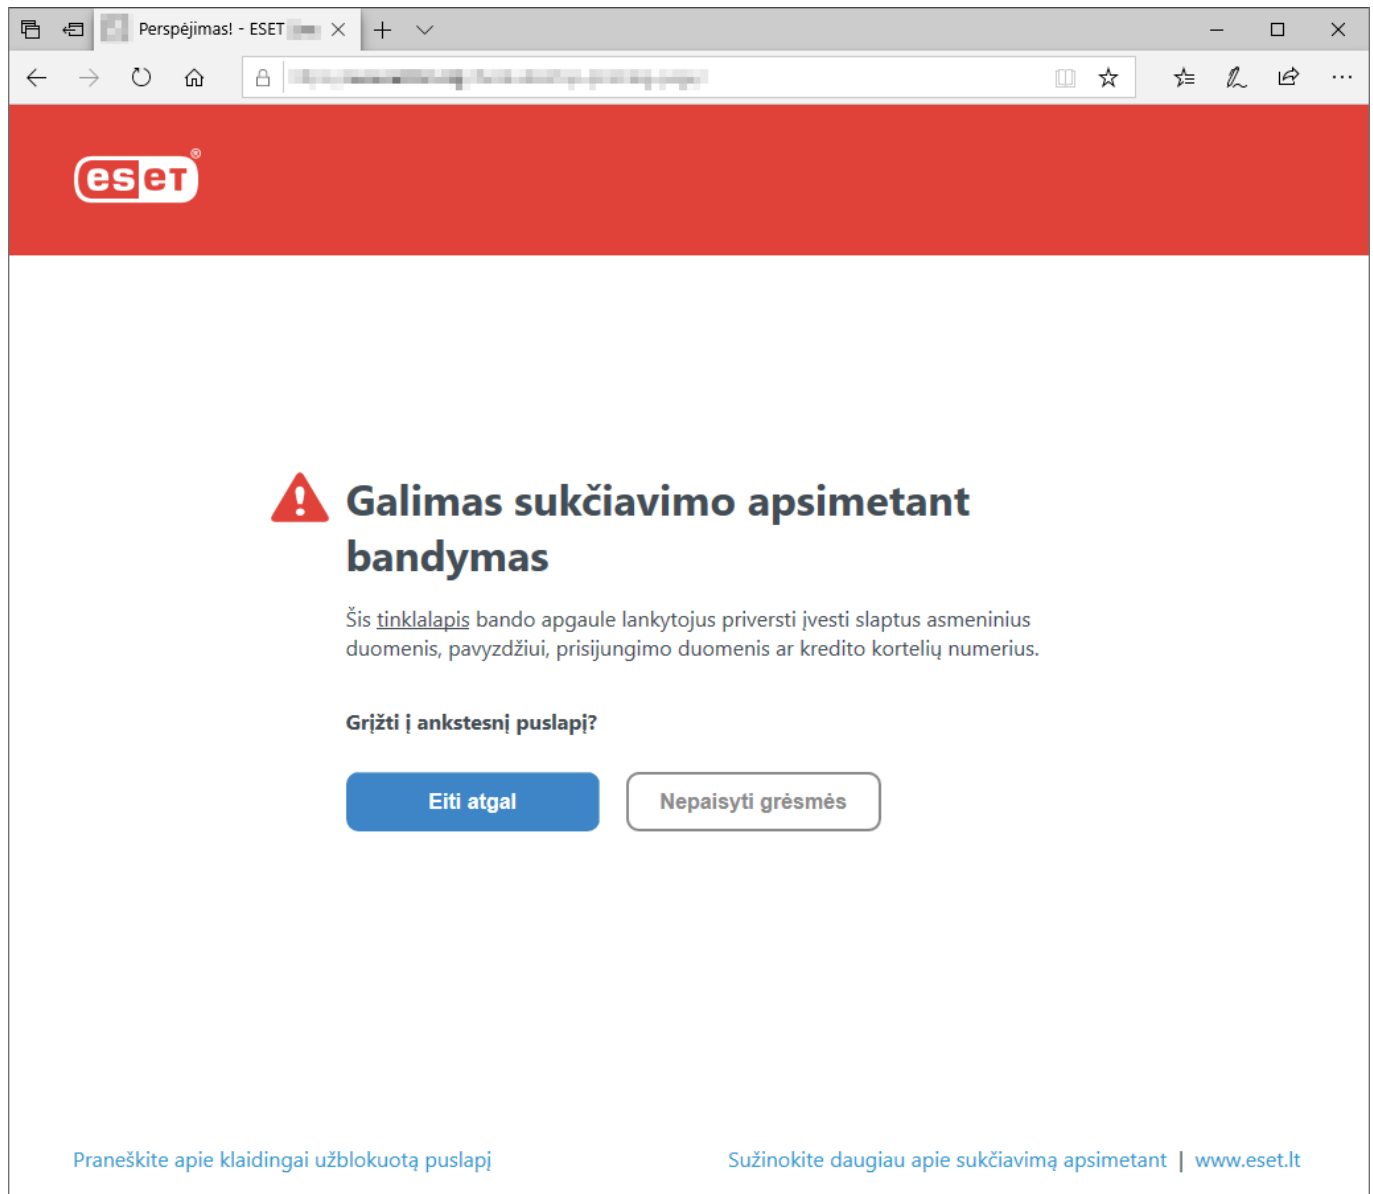 Perspėjimas! - ESET
eseT®
Galimas sukčiavimo apsimetant
bandymas
Šis tinklalapis bando apgaule lankytojus priversti įvesti slaptus asmeninius
duomenis, pavyzdžiui, prisijungimo duomenis ar kredito kortelių numerius.
Grįžti į ankstesnį puslapį?
Eiti atgal Nepaisyti grėsmės
Praneškite apie klaidingai užblokuotą puslapį Sužinokite daugiau apie sukčiavimą apsimetant | www.eset.lt